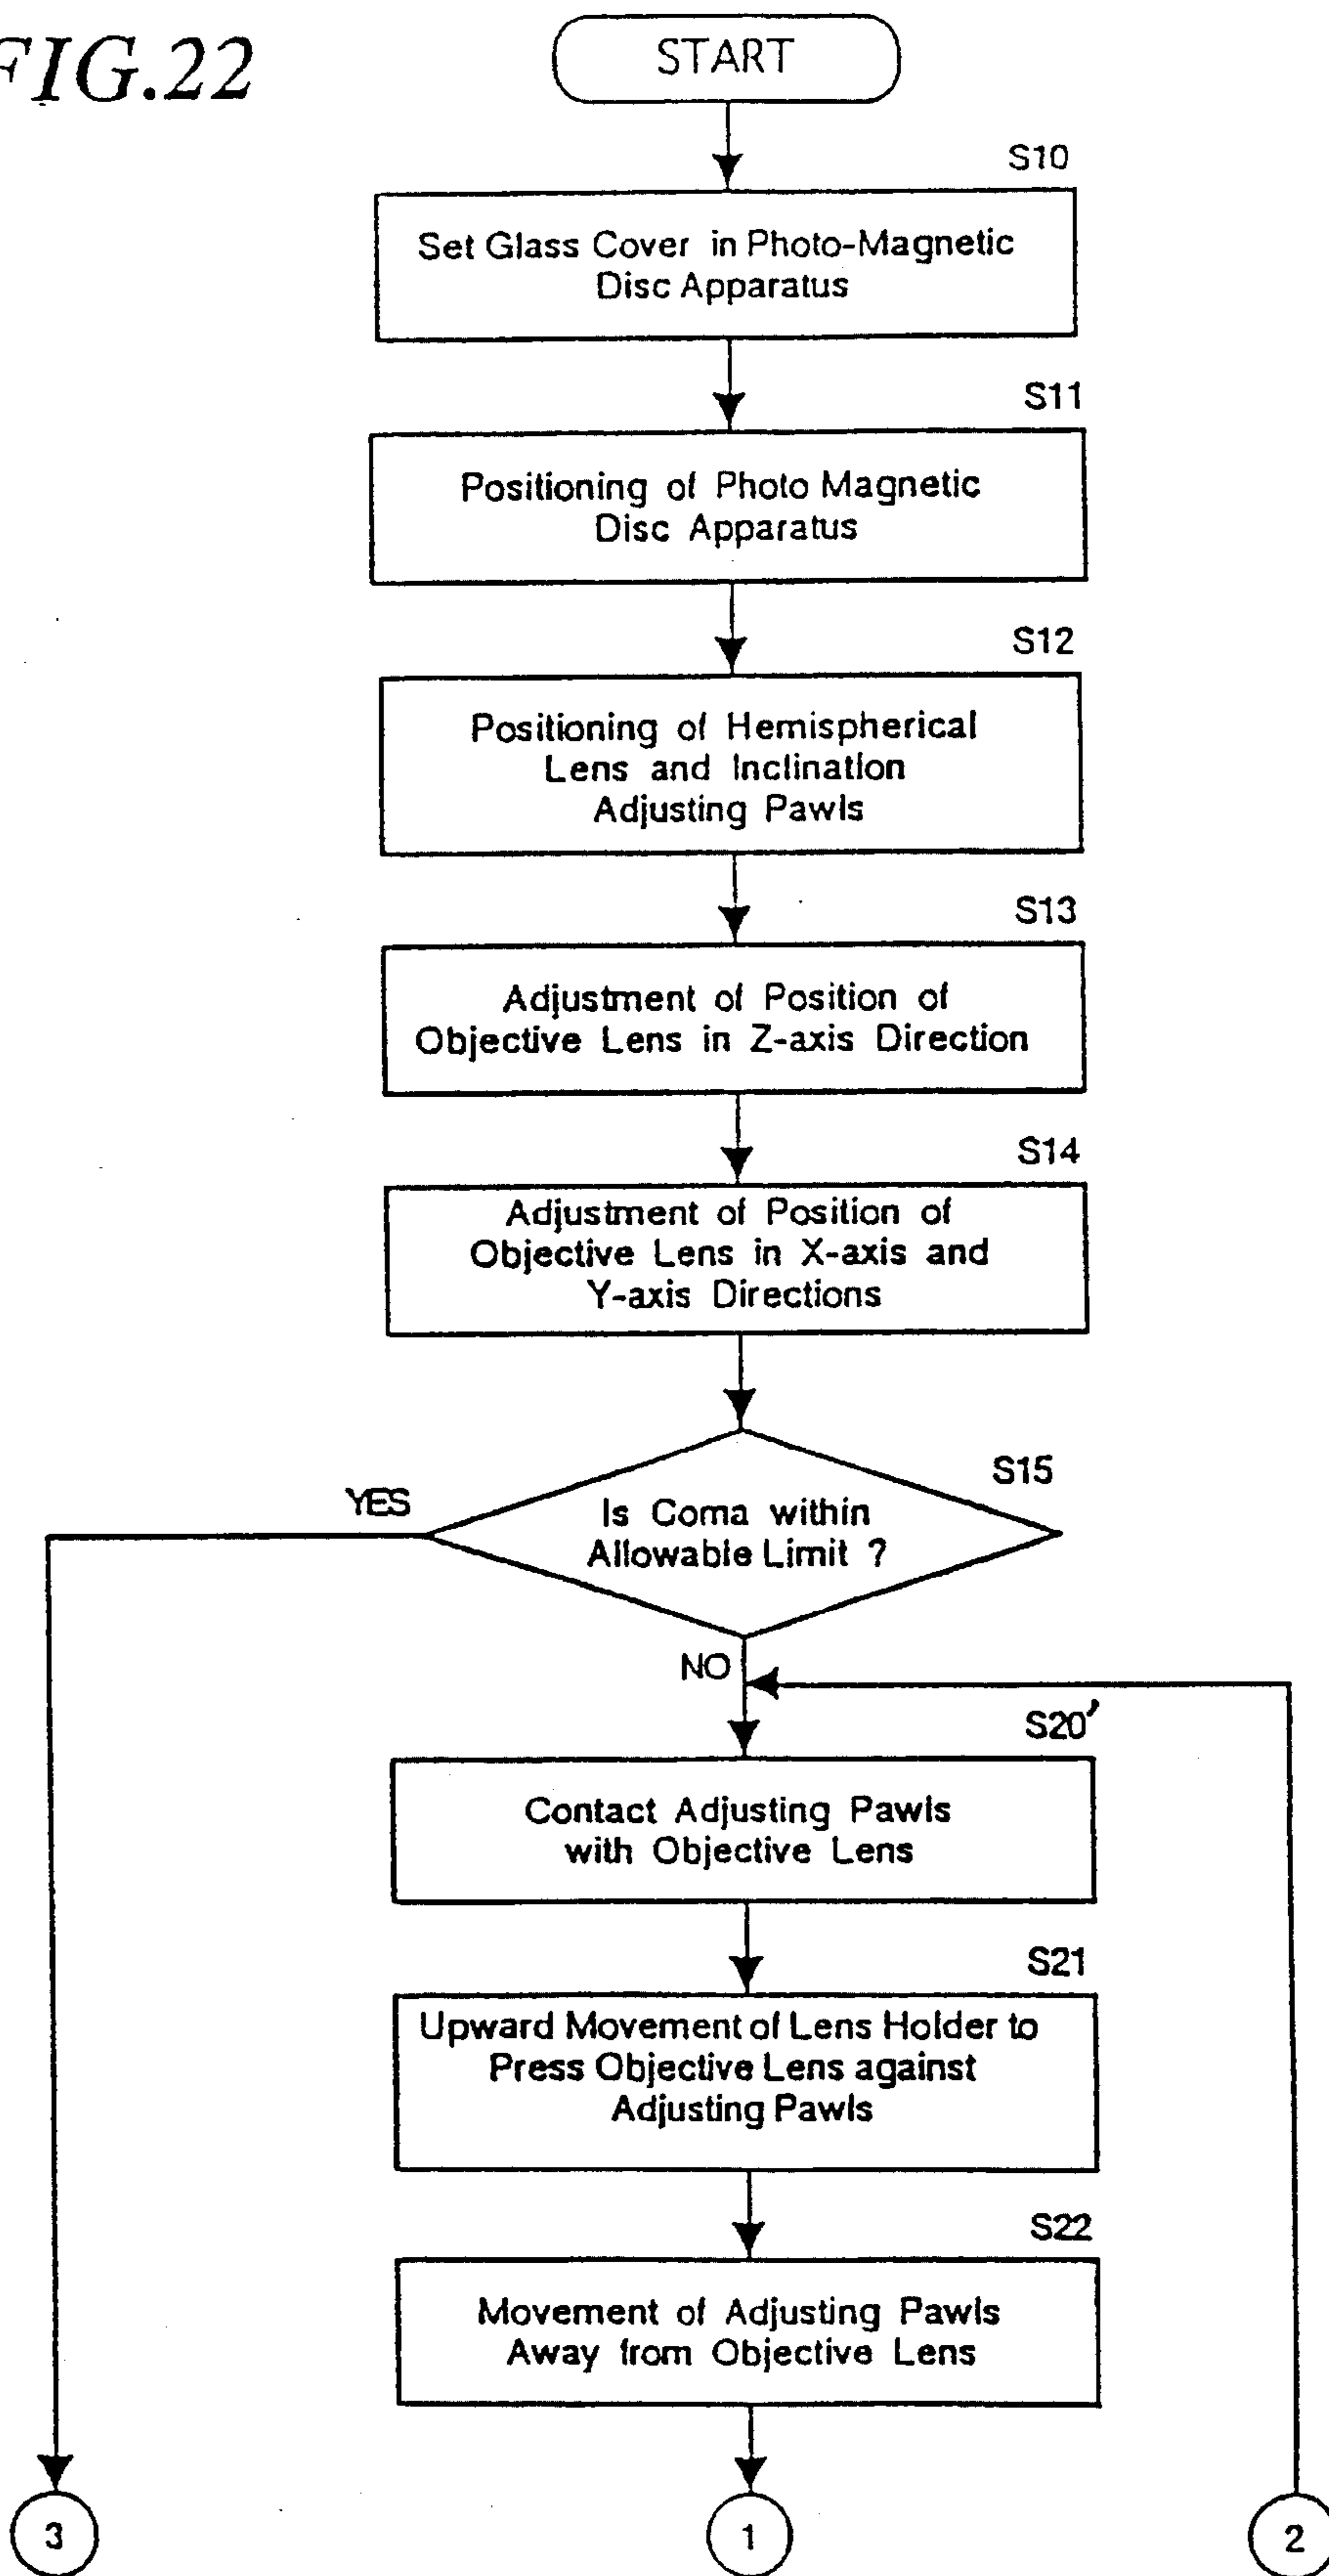 FIG.22
START
S10
Set Glass Cover in Photo-Magnetic
Disc Apparatus
S11
Positioning of Photo Magnetic
Disc Apparatus
S12
Positioning of Hemispherical
Lens and Inclination
Adjusting Pawls
S13
Adjustment of Position of
Objective Lens in Z-axis Direction
S14
Adjustment of Position of
Objective Lens in X-axis and
Y-axis Directions
S15
YES
Is Coma within
Allowable Limit ?
NO
S20'
Contact Adjusting Pawls
with Objective Lens
S21
Upward Movement of Lens Holder to
Press Objective Lens against
Adjusting Pawls
S22
Movement of Adjusting Pawls
Away from Objective Lens
3
1
2